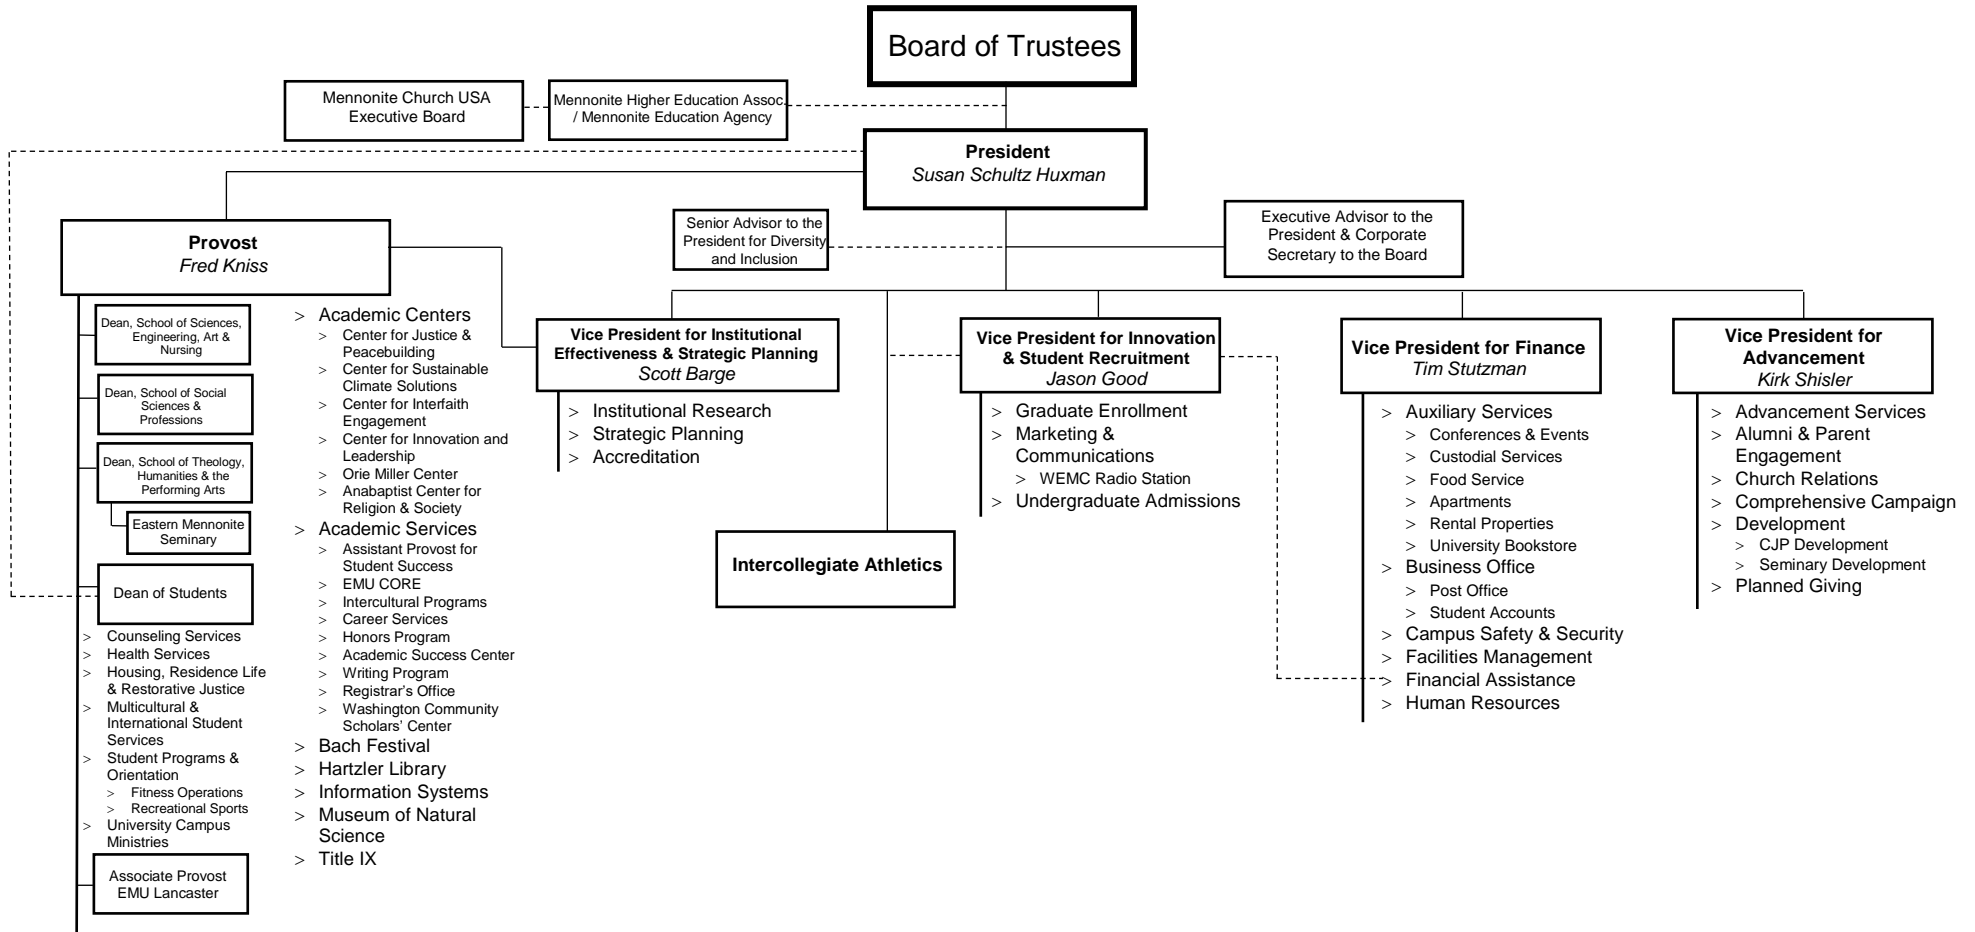 Board of Trustees
Mennonite Church USA
Executive Board
Mennonite Higher Education Assoc.
/ Mennonite Education Agency
President
Susan Schultz Huxman
Senior Advisor to the
President for Diversity
and Inclusion
Executive Advisor to the
President & Corporate
Secretary to the Board
Provost
Fred Kniss
Dean, School of Sciences,
Engineering, Art &
Nursing
Dean, School of Social
Sciences &
Professions
Dean, School of Theology,
Humanities & the
Performing Arts
Eastern Mennonite
Seminary
Dean of Students
> Counseling Services
> Health Services
> Housing, Residence Life
& Restorative Justice
> Multicultural &
International Student
Services
> Student Programs &
Orientation
> Fitness Operations
> Recreational Sports
> University Campus
Ministries
Associate Provost
EMU Lancaster
> Academic Centers
> Center for Justice &
Peacebuilding
> Center for Sustainable
Climate Solutions
> Center for Interfaith
Engagement
> Center for Innovation and
Leadership
> Orie Miller Center
> Anabaptist Center for
Religion & Society
> Academic Services
> Assistant Provost for
Student Success
> EMU CORE
> Intercultural Programs
> Career Services
> Honors Program
> Academic Success Center
> Writing Program
> Registrar’s Office
> Washington Community
Scholars’ Center
> Bach Festival
> Hartzler Library
> Information Systems
> Museum of Natural
Science
> Title IX
Vice President for Institutional
Effectiveness & Strategic Planning
Scott Barge
> Institutional Research
> Strategic Planning
> Accreditation
Intercollegiate Athletics
Vice President for Innovation
& Student Recruitment
Jason Good
> Graduate Enrollment
> Marketing &
Communications
> WEMC Radio Station
> Undergraduate Admissions
Vice President for Finance
Tim Stutzman
> Auxiliary Services
> Conferences & Events
> Custodial Services
> Food Service
> Apartments
> Rental Properties
> University Bookstore
> Business Office
> Post Office
> Student Accounts
> Campus Safety & Security
> Facilities Management
> Financial Assistance
> Human Resources
Vice President for
Advancement
Kirk Shisler
> Advancement Services
> Alumni & Parent
Engagement
> Church Relations
> Comprehensive Campaign
> Development
> CJP Development
> Seminary Development
> Planned Giving